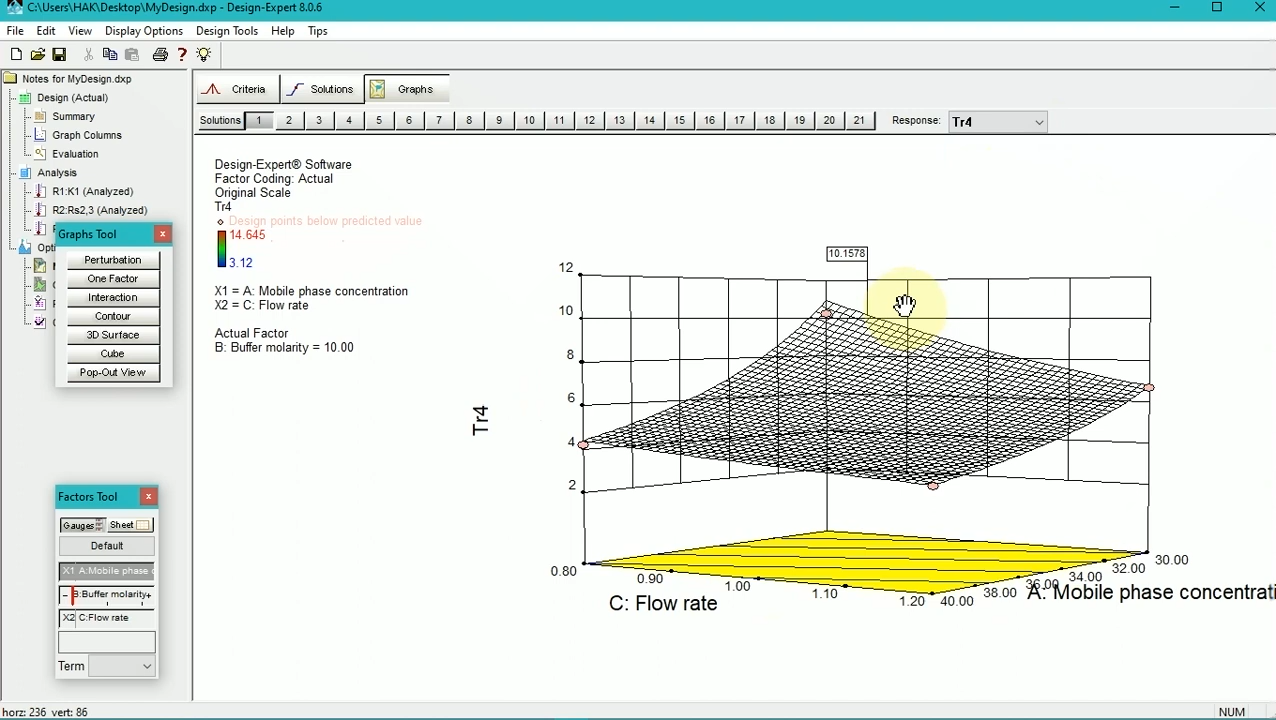 C:\Users\HAK\Desktop\MyDesign.dxp - Design-Expert 8.0.6
File Edit View Display Options Design Tools Help Tips
Notes for MyDesign.dxp
Design (Actual)
Summary
Graph Columns
Evaluation
Analysis
R1:K1 (Analyzed)
R2:Rs2,3 (Analyzed)
Graphs Tool
Perturbation
One Factor
Interaction
Contour
3D Surface
Cube
Pop-Out View
Factors Tool
Gauges Sheet
Default
X1 A:Mobile phase
B:Buffer molarity+
X2 C:Flow rate
Term
Criteria Solutions Graphs
Solutions 1 2 3 4 5 6 7 8 9 10 11 12 13 14 15 16 17 18 19 20 21 Response: Tr4
Design-Expert® Software
Factor Coding: Actual
Original Scale
Tr4
Design points below predicted value
14.645
3.12
X1 = A: Mobile phase concentration
X2 = C: Flow rate
Actual Factor
B: Buffer molarity = 10.00
10.1578
12
10
8
6
4
2
Tr4
0.80
0.90
1.00
1.10
1.20
C: Flow rate
40.00
38.00
36.00
34.00
32.00
30.00
A: Mobile phase concentrati
horz: 236 vert: 86
NUM